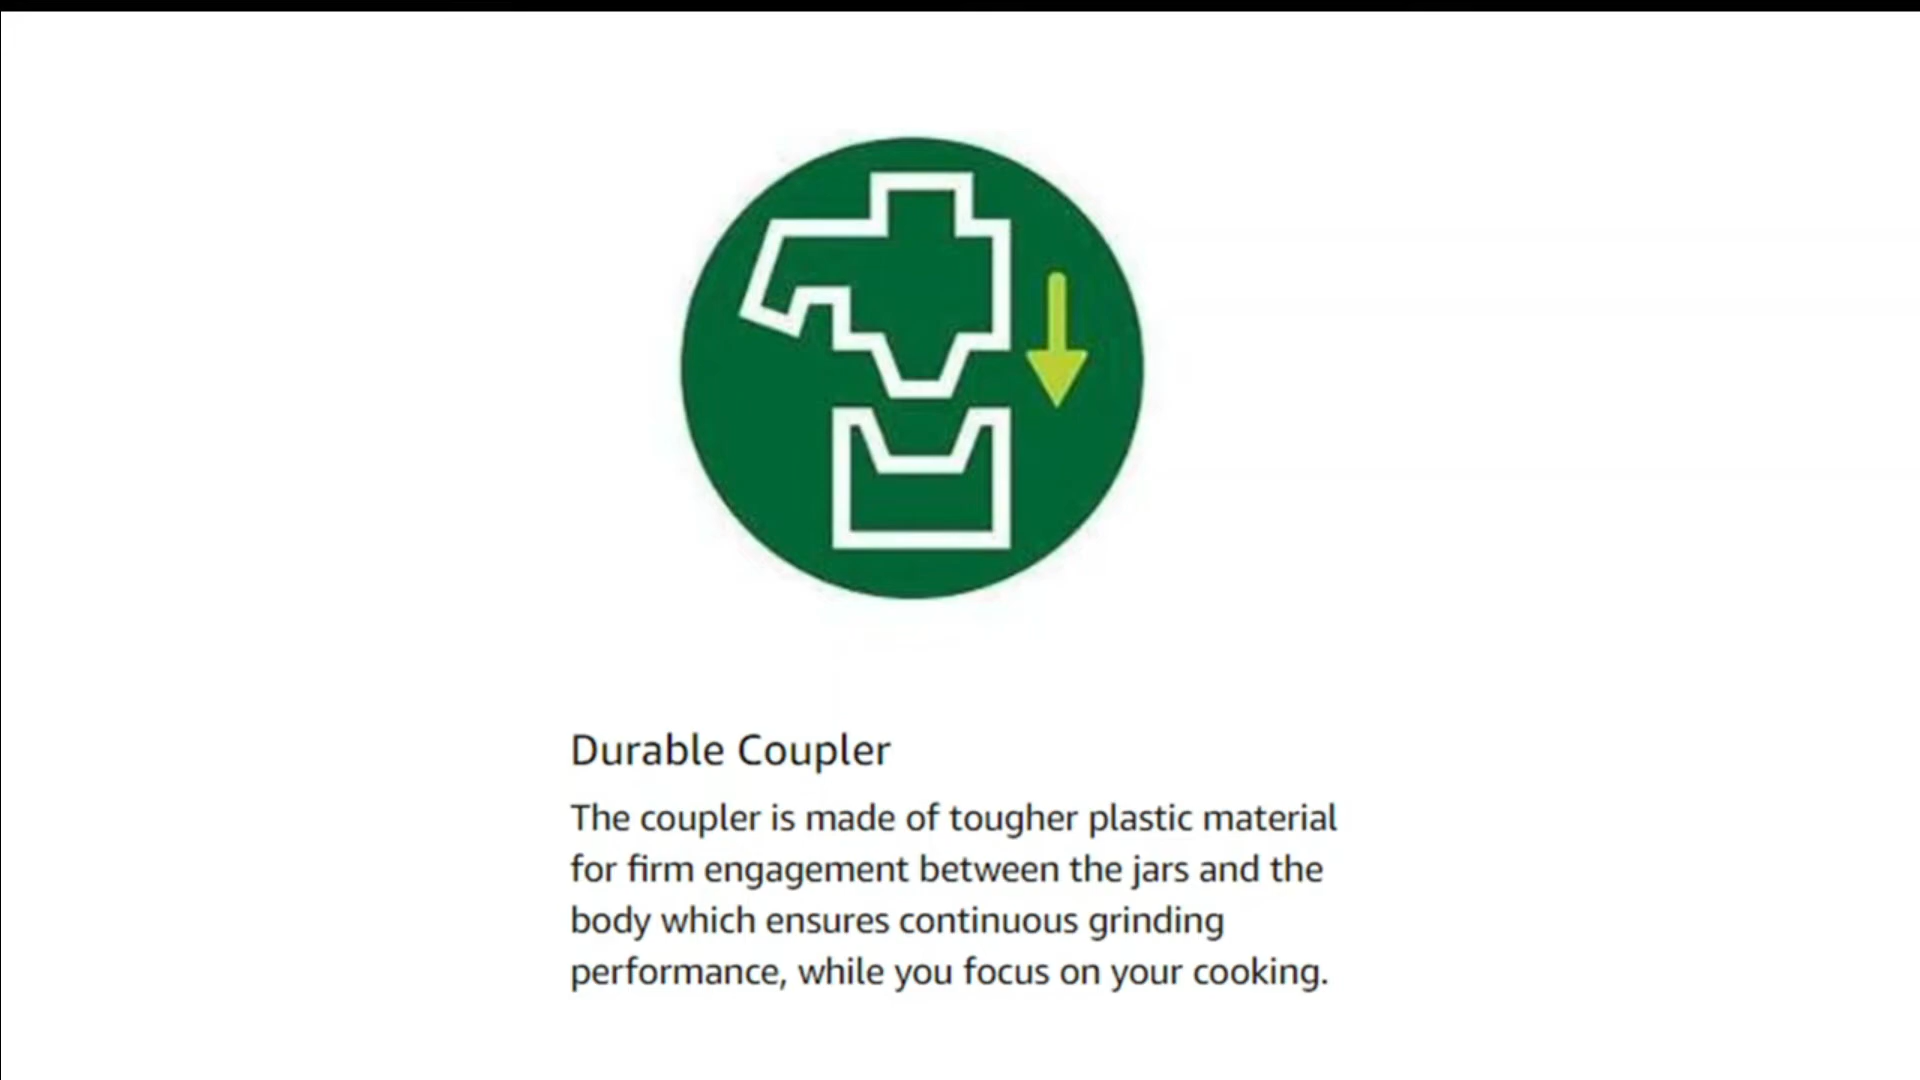 Durable Coupler
The coupler is made of tougher plastic material
for firm engagement between the jars and the
body which ensures continuous grinding
performance, while you focus on your cooking.